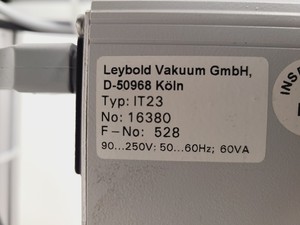 Leybold Vakuum GmbH,
D-50968 Köln
Typ: IT23
No: 16380
F-No: 528
90...250V: 50...60Hz; 60VA